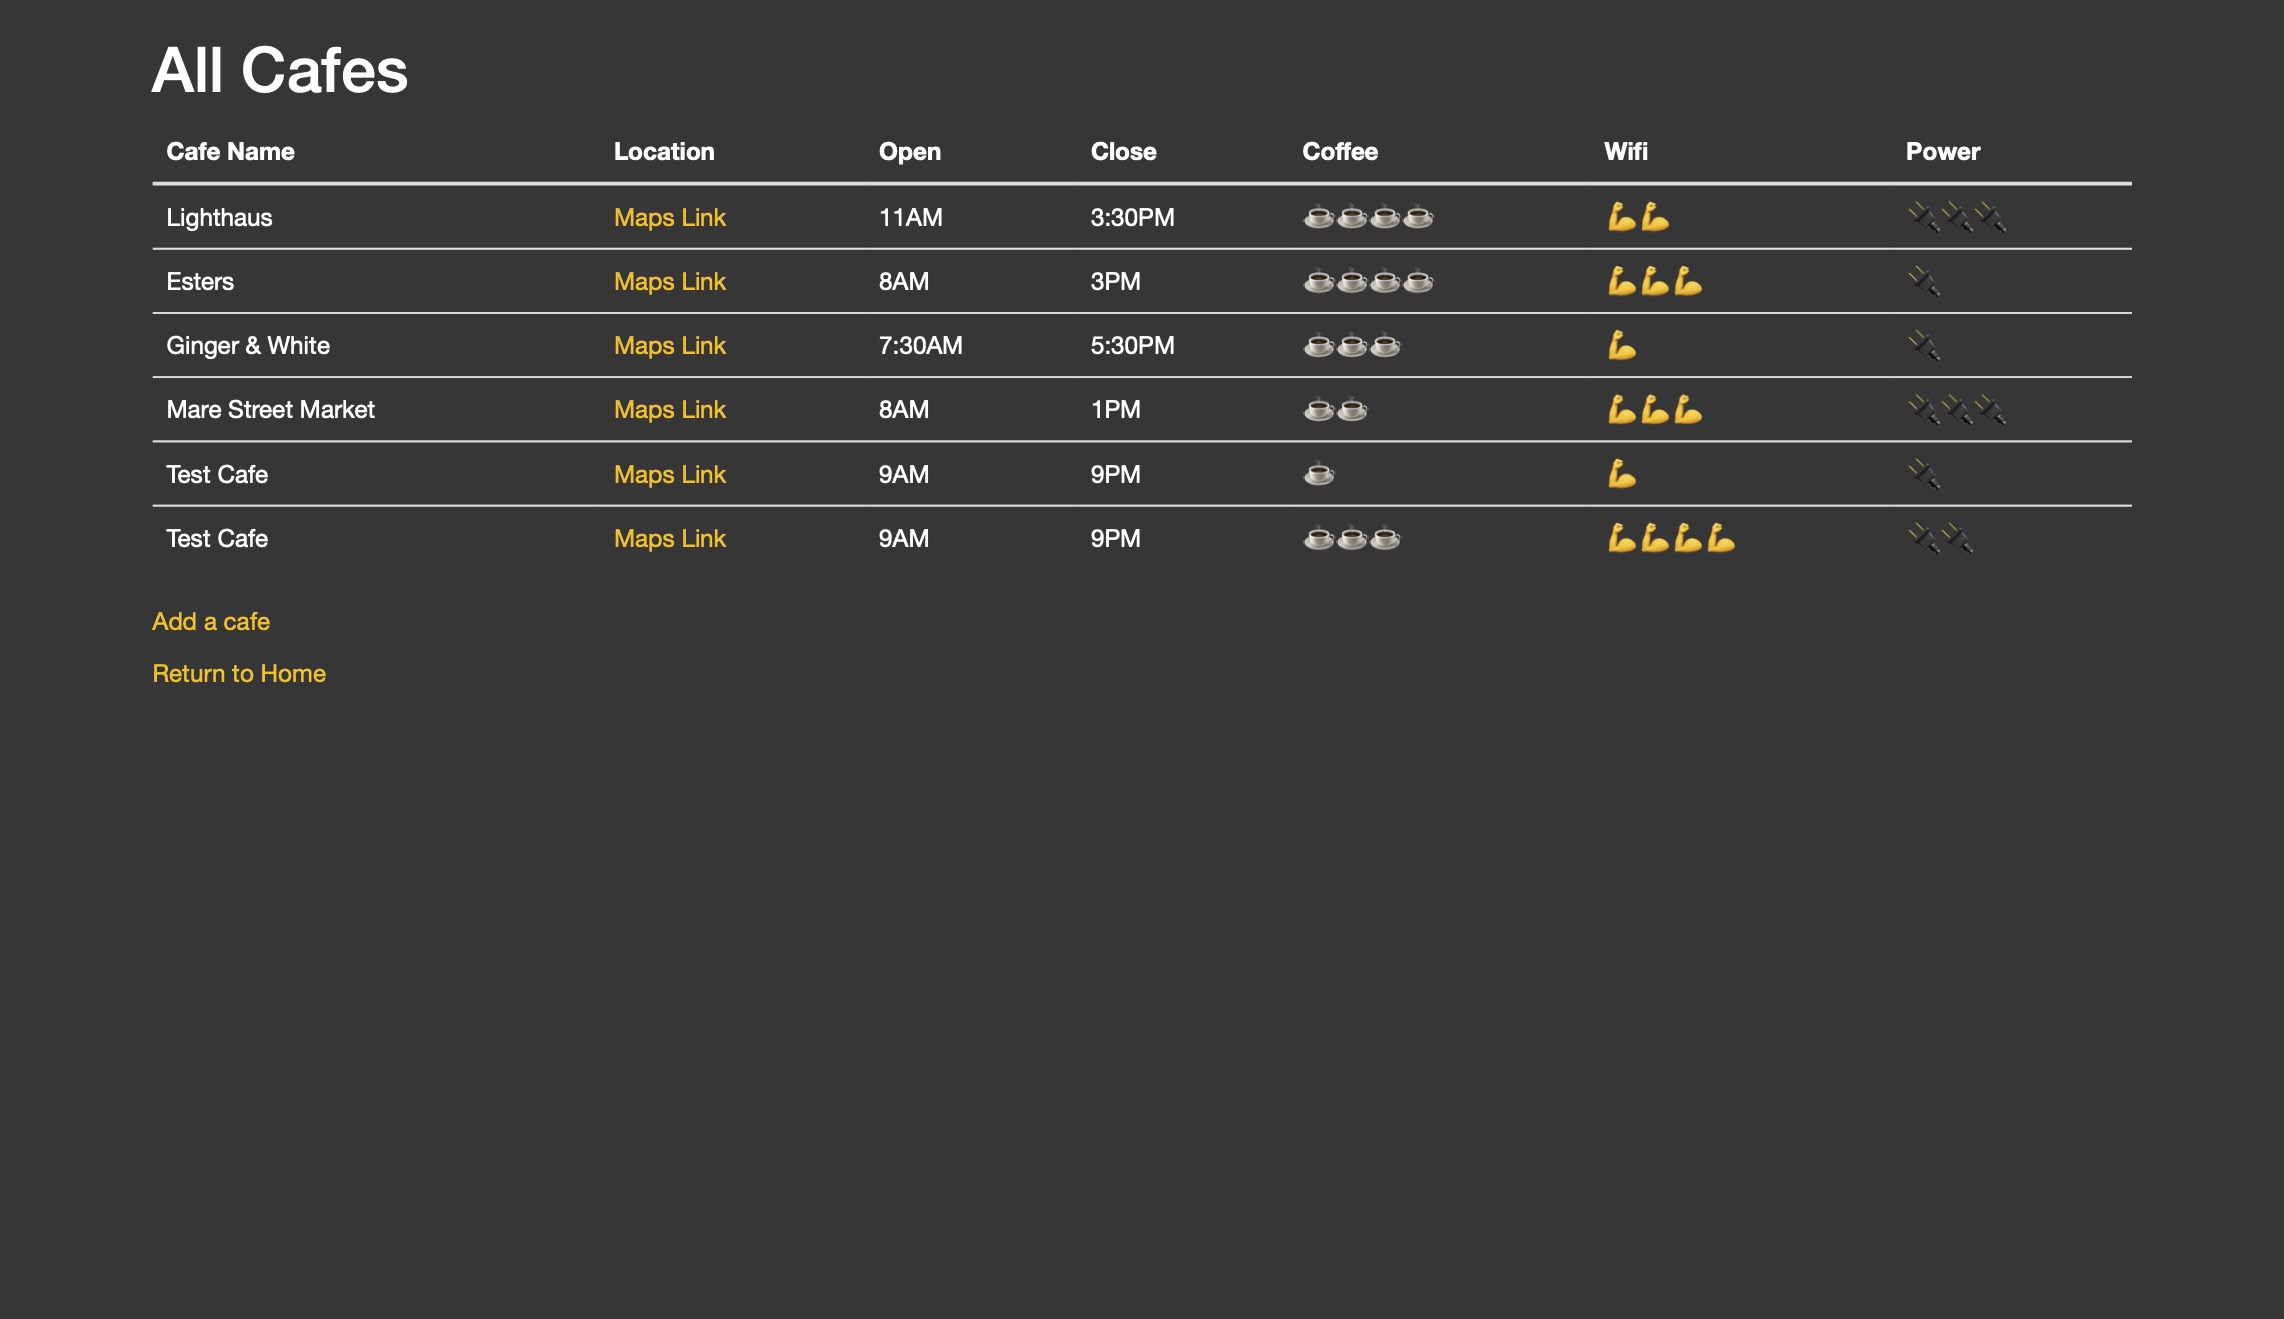 All Cafes
Cafe Name Location Open Close Coffee Wifi Power
Lighthaus Maps Link 11AM 3:30PM ☕☕☕☕ 💪💪 🔌🔌🔌
Esters Maps Link 8AM 3PM ☕☕☕☕ 💪💪💪 🔌
Ginger & White Maps Link 7:30AM 5:30PM ☕☕☕ 💪 🔌
Mare Street Market Maps Link 8AM 1PM ☕☕ 💪💪💪 🔌🔌🔌
Test Cafe Maps Link 9AM 9PM ☕ 💪 🔌
Test Cafe Maps Link 9AM 9PM ☕☕☕ 💪💪💪💪 🔌🔌
Add a cafe
Return to Home